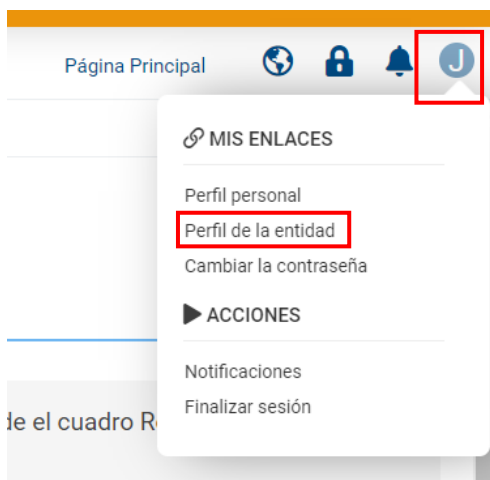 Página Principal
J
MIS ENLACES
Perfil personal
Perfil de la entidad
Cambiar la contraseña
ACCIONES
Notificaciones
Finalizar sesión
de el cuadro R